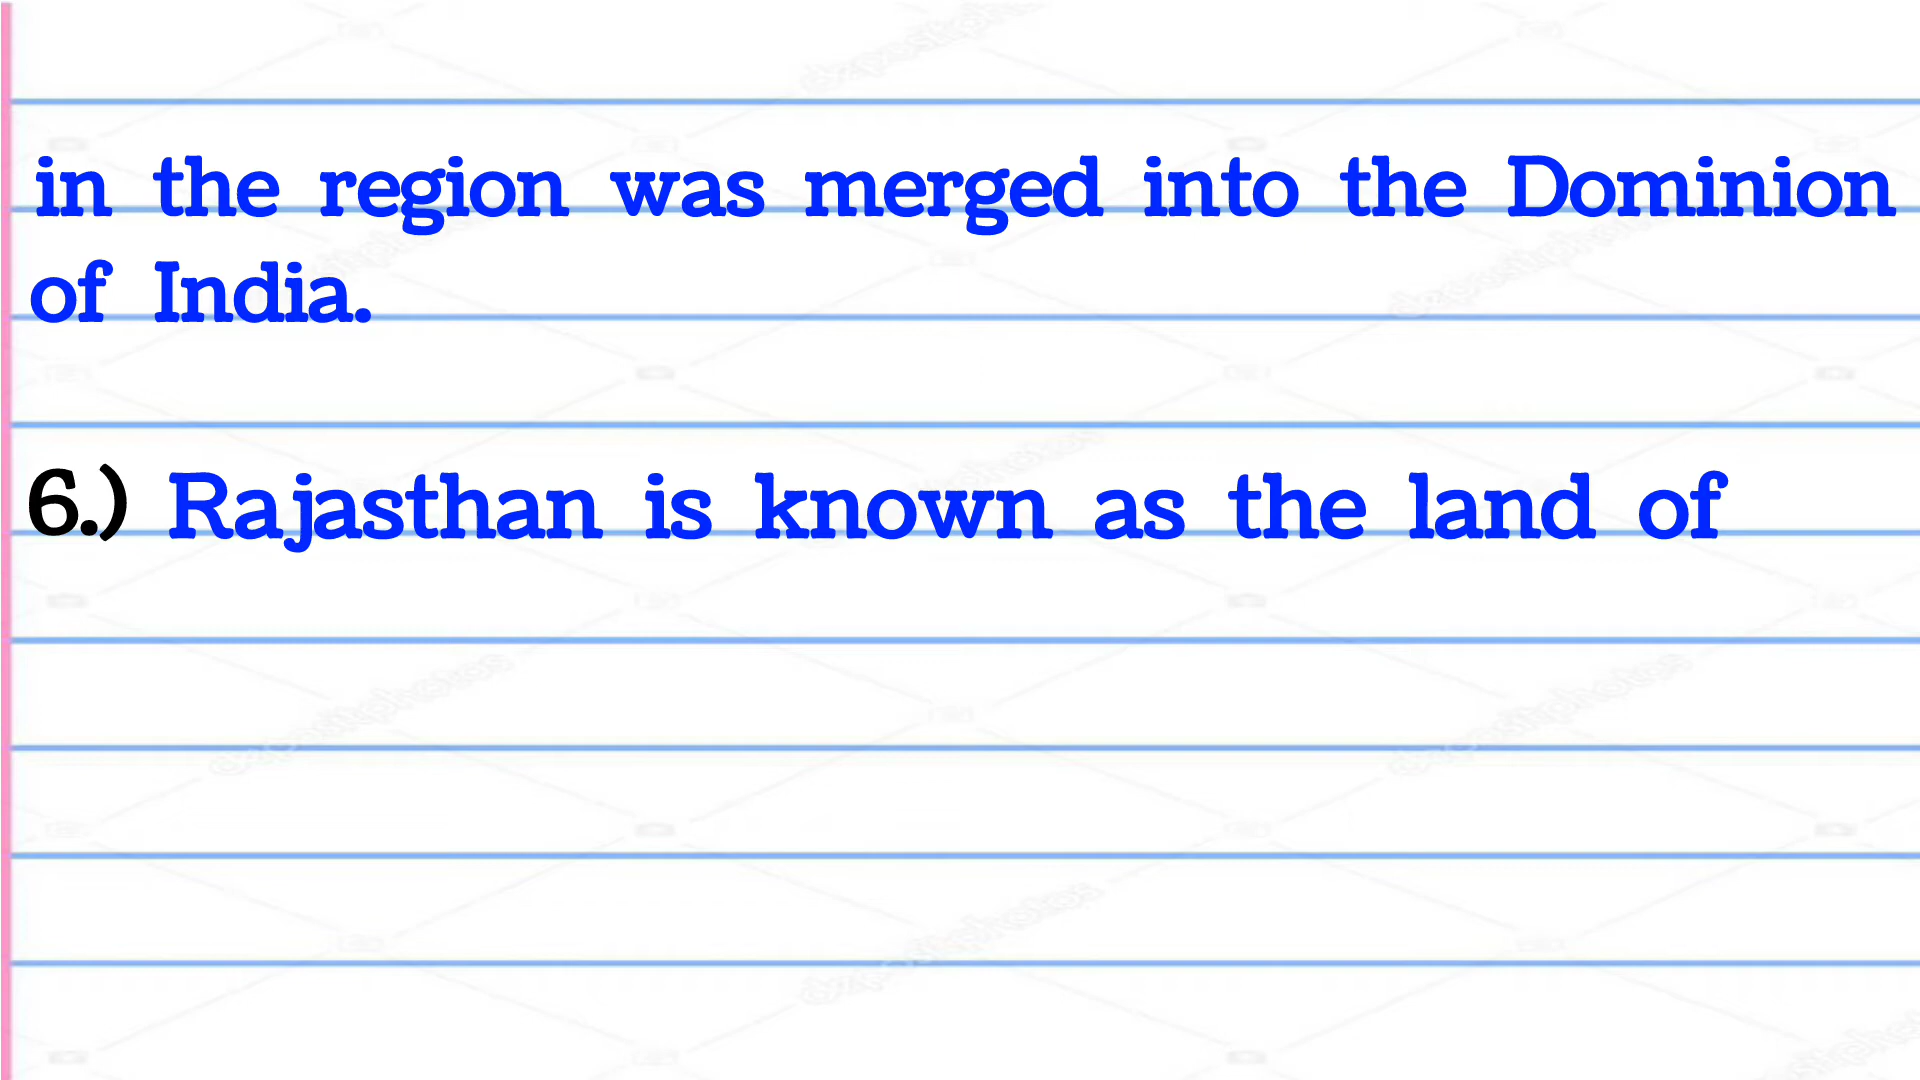 in the region was merged into the Dominion
of India.
6.) Rajasthan is known as the land of